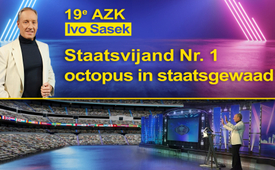 19e AZK
Ivo Sasek
Staatsvijand Nr. 1
octopus in staatsgewaad